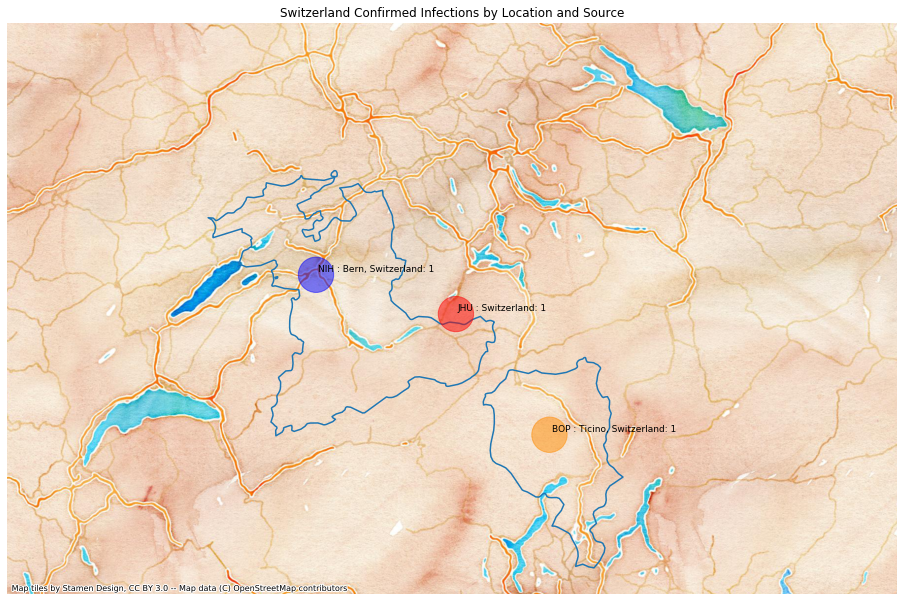 Switzerland Confirmed Infections by Location and Source
NIH : Bern, Switzerland: 1
JHU : Switzerland: 1
BOP : Ticino, Switzerland: 1
Map tiles by Stamen Design, CC BY 3.0 -- Map data (C) OpenStreetMap contributors